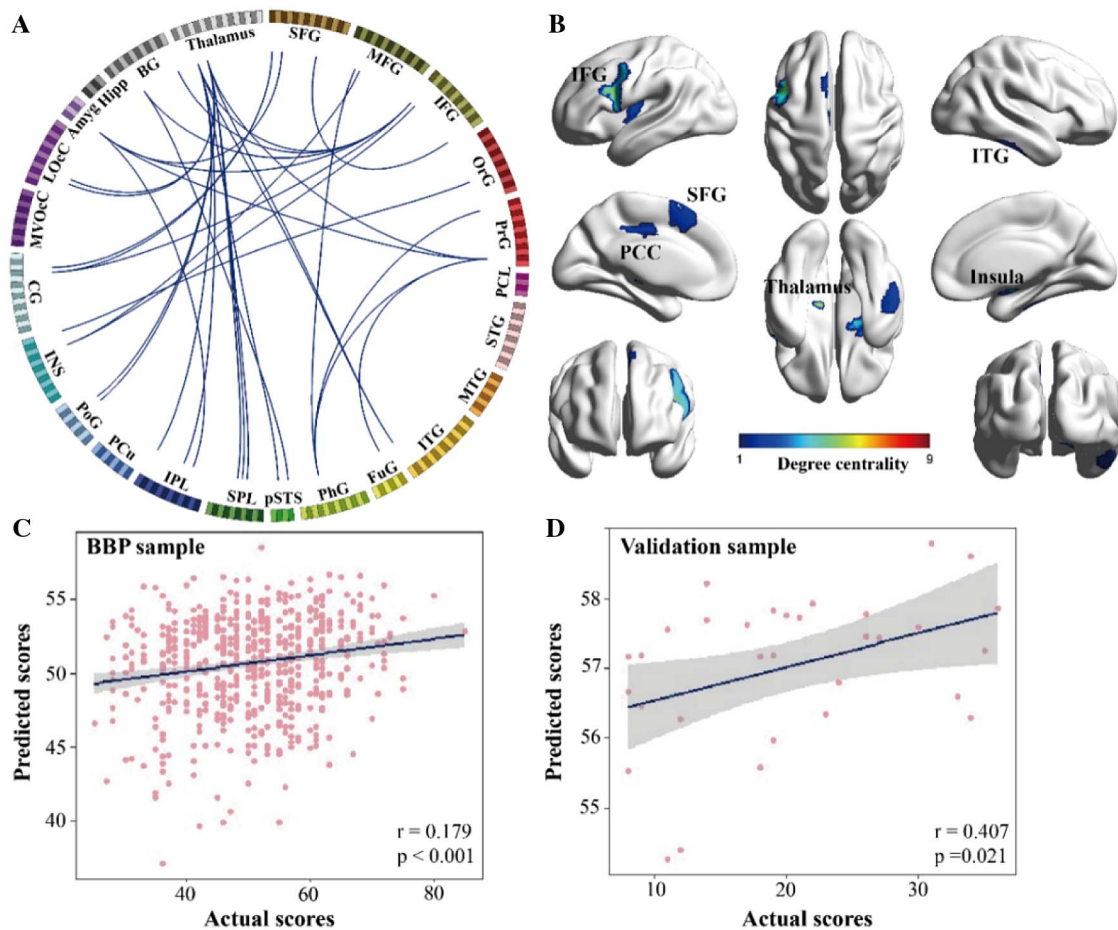 A
Thalamus
SFG
MFG
IFG
OrG
PrG
PCL
STG
MTG
ITG
FuG
PhG
pSTS
SPL
IPL
PCu
PoG
INS
CG
MVOcC
LOcC
Amyg
Hipp
BG
B
IFG
ITG
SFG
PCC
Thalamus
Insula
1
9
Degree centrality
C
BBP sample
Predicted scores
55
50
45
40
r = 0.179
p < 0.001
40
60
80
Actual scores
D
Validation sample
Predicted scores
58
57
56
55
r = 0.407
p =0.021
10
20
30
Actual scores